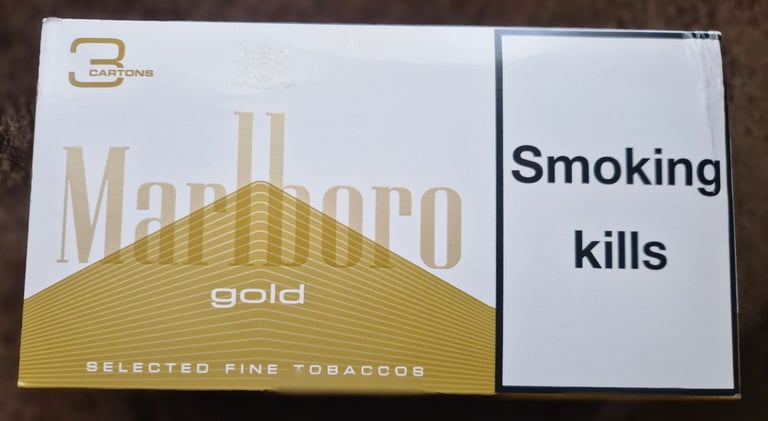 3
CARTONS
Marlboro
gold
SELECTED FINE TOBACCOS
Smoking
kills